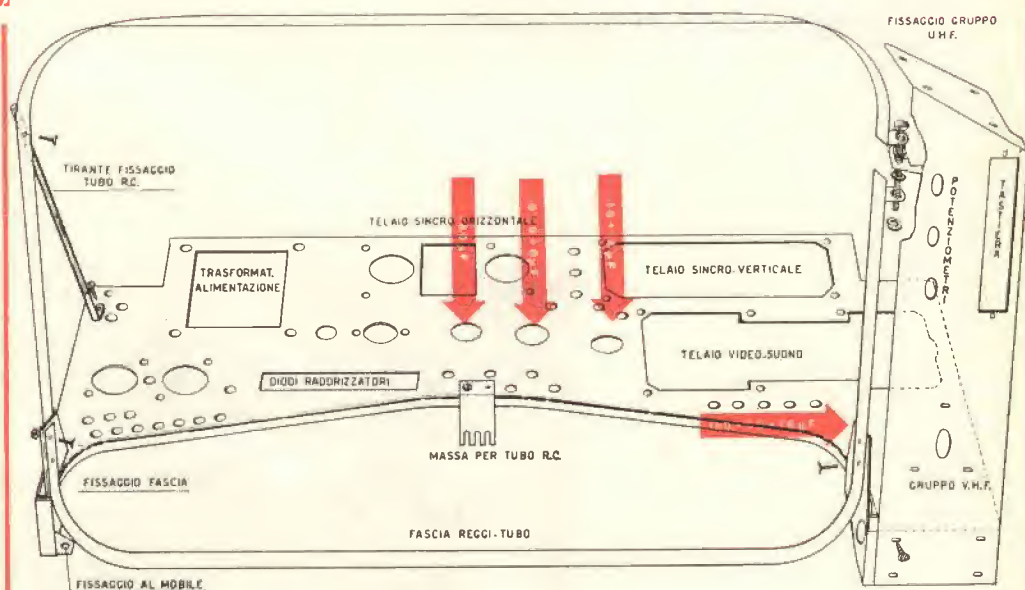 FISSAGGIO GRUPPO
U.H.F.
TIRANTE FISSAGGIO
TUBO R.C.
TELAIO SINCRO ORIZZONTALE
TRASFORMAT.
ALIMENTAZIONE
TELAIO SINCRO-VERTICALE
POTENZIOMETRI
TASTIERA
TELAIO VIDEO-SUONO
DIODI RADDRIZZATORI
MASSA PER TUBO R.C.
FISSAGGIO FASCIA
GRUPPO V.H.F.
FASCIA REGGI-TUBO
FISSAGGIO AL MOBILE